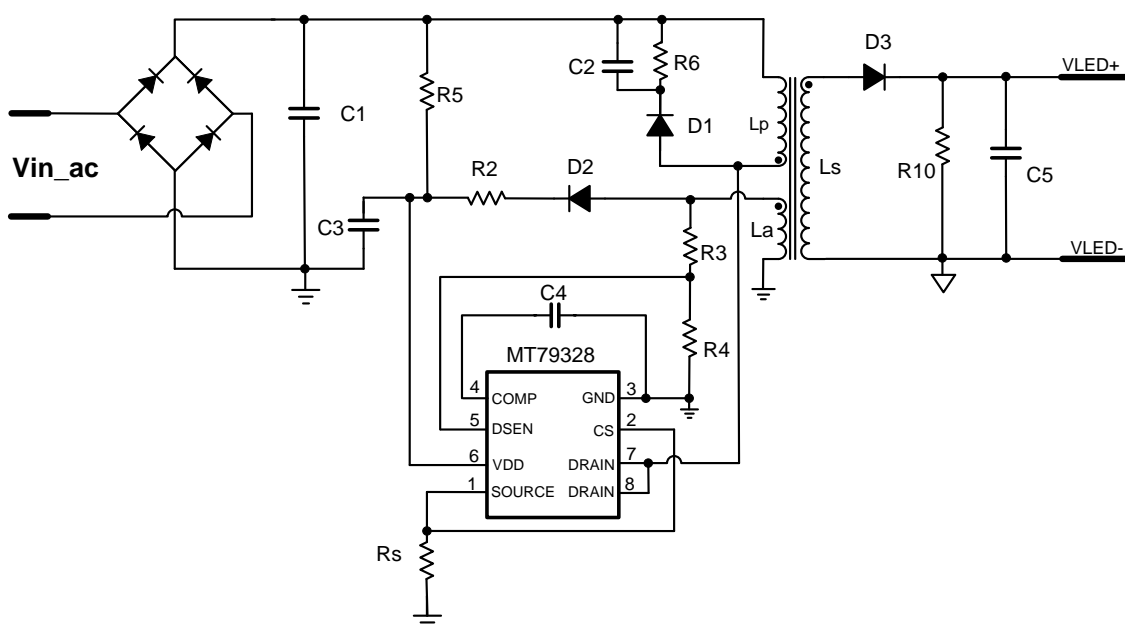 D3
VLED+
C2
R6
R5
C1
D1
Lp
Vin_ac
R2
D2
Ls
R10
C5
C3
La
R3
VLED-
C4
R4
MT79328
4
COMP
GND
3
5
DSEN
CS
2
6
VDD
DRAIN
7
1
SOURCE
DRAIN
8
Rs